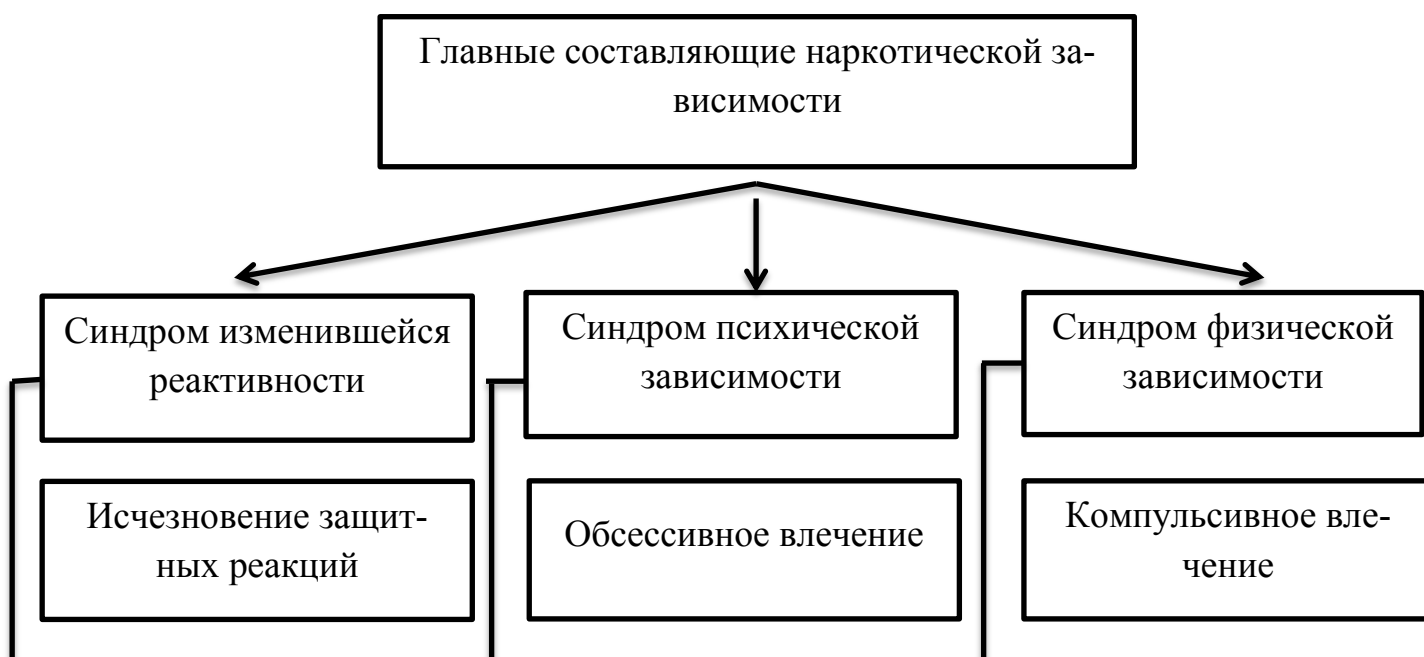 Главные составляющие наркотической за-
висимости
Синдром изменившейся
реактивности
Синдром психической
зависимости
Синдром физической
зависимости
Исчезновение защит-
ных реакций
Обсессивное влечение
Компульсивное вле-
чение